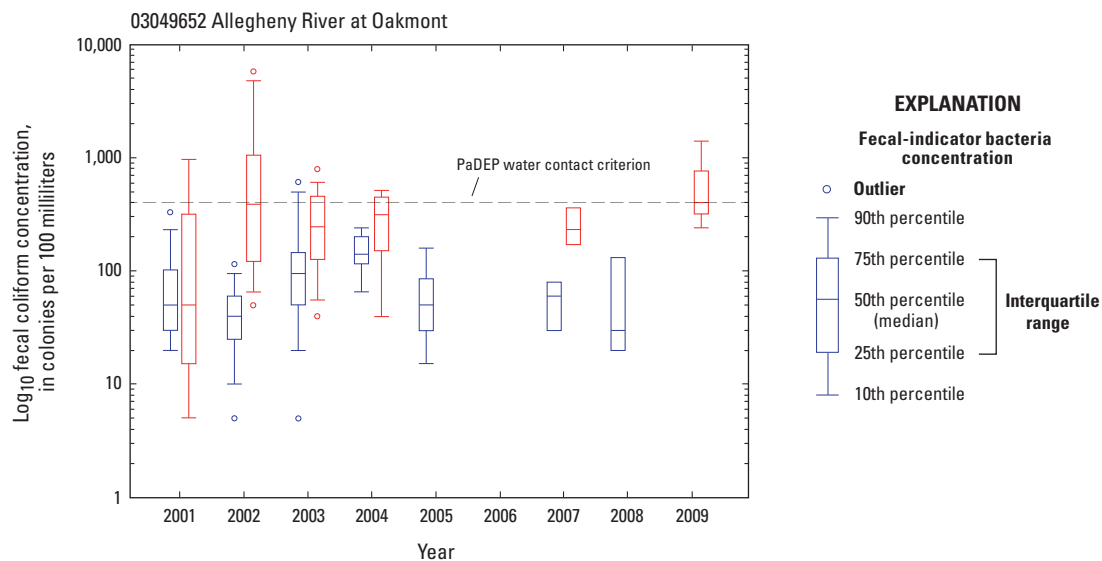 03049652 Allegheny River at Oakmont
10,000
1,000
100
10
1
Log10 fecal coliform concentration,
in colonies per 100 milliliters
PaDEP water contact criterion
2001 2002 2003 2004 2005 2006 2007 2008 2009
Year
EXPLANATION
Fecal-indicator bacteria
concentration
Outlier
90th percentile
75th percentile
50th percentile
(median)
25th percentile
10th percentile
Interquartile
range